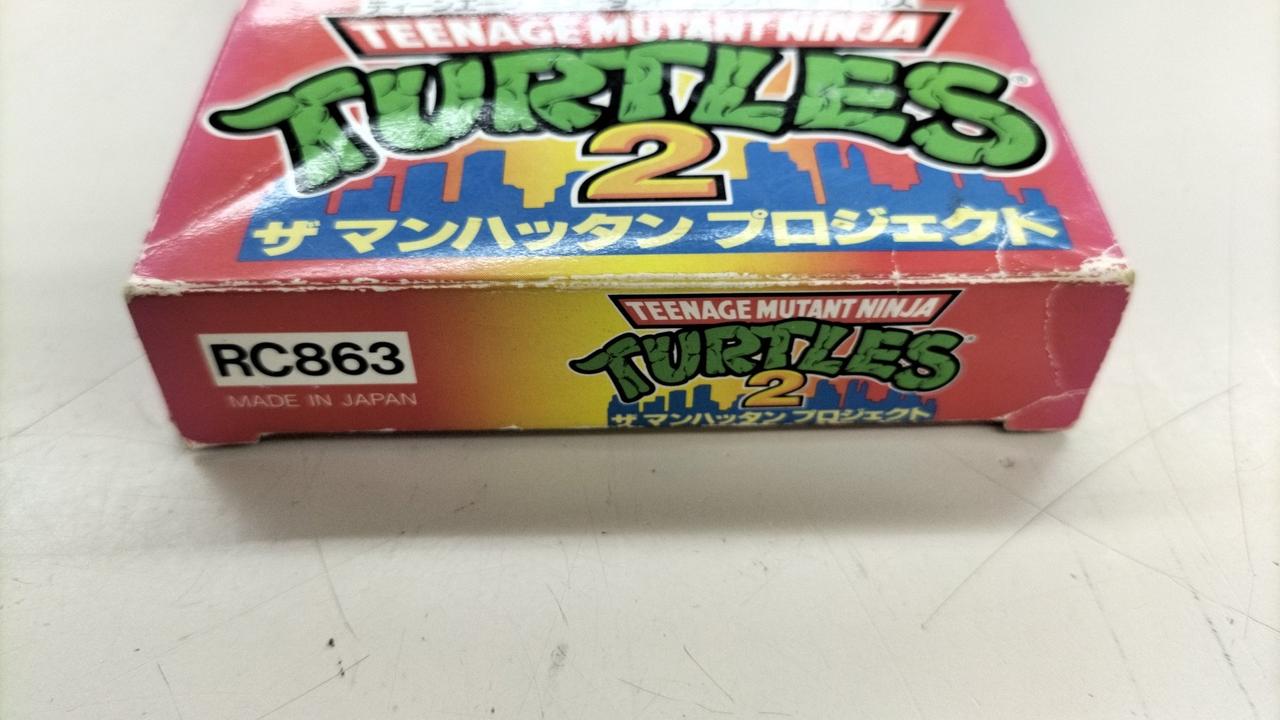 TEENAGE MUTANT NINJA
TURTLES®
2
ザ マンハッタン プロジェクト
RC863
MADE IN JAPAN
TEENAGE MUTANT NINJA
TURTLES®
2
ザ マンハッタン プロジェクト